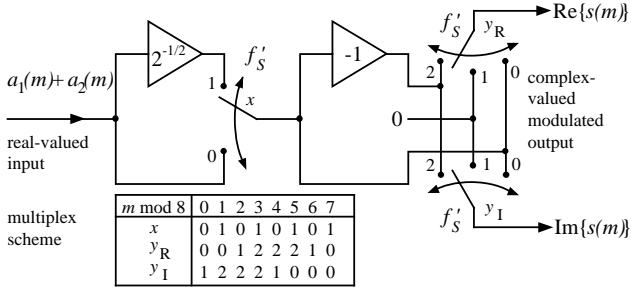 Re{s(m)}
f'S
yR
2^-1/2
-1
f'S
1
x
2
1
0
a1(m)+a2(m)
0
complex-
valued
modulated
output
real-valued
input
0
2
1
0
f'S
yI
Im{s(m)}
multiplex
scheme
m mod 8 0 1 2 3 4 5 6 7
x 0 1 0 1 0 1 0 1
yR 0 0 1 2 2 2 1 0
yI 1 2 2 2 1 0 0 0